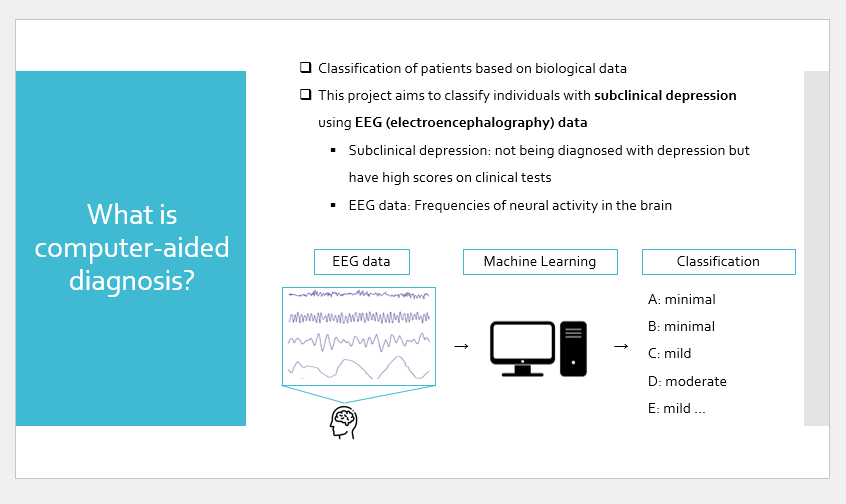 What is
computer-aided
diagnosis?
❑ Classification of patients based on biological data
❑ This project aims to classify individuals with subclinical depression
using EEG (electroencephalography) data
▪ Subclinical depression: not being diagnosed with depression but
have high scores on clinical tests
▪ EEG data: Frequencies of neural activity in the brain
EEG data
Machine Learning
Classification
→
→
A: minimal
B: minimal
C: mild
D: moderate
E: mild ...